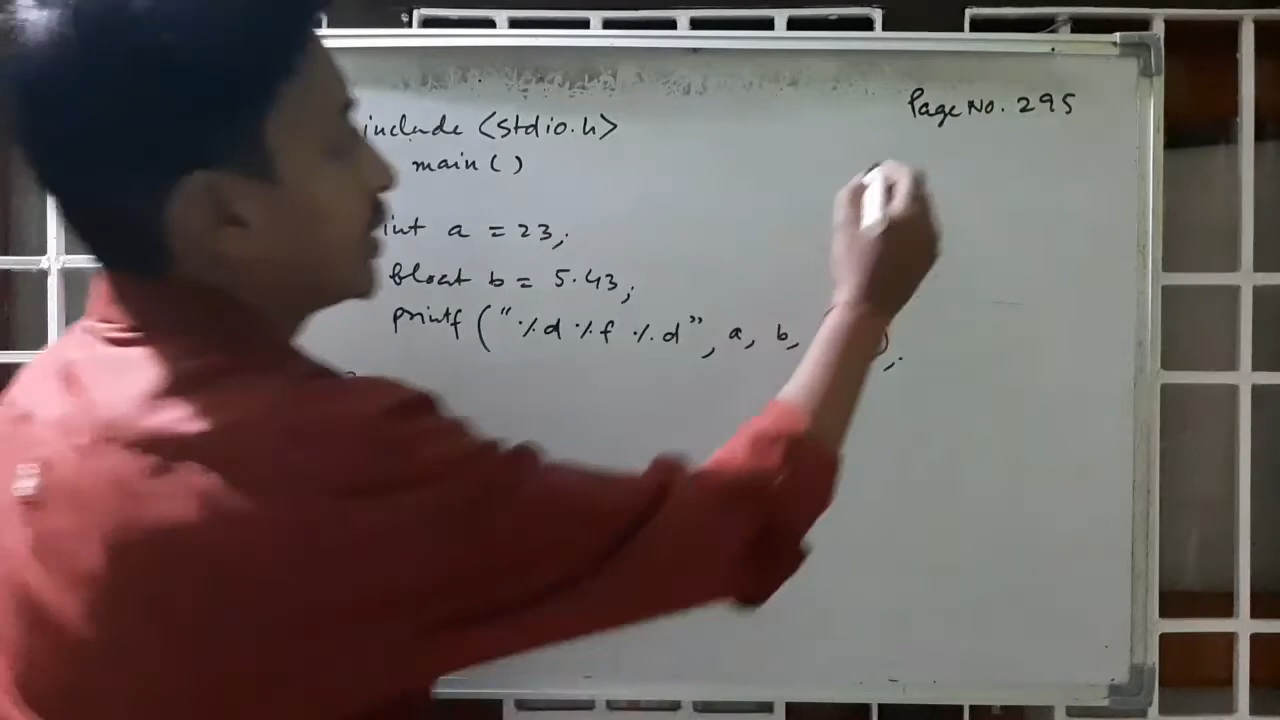 Page No. 295
include <stdio.h>
main ( )
int a = 23;
float b = 5.43;
printf ("%d %f %d", a, b, );